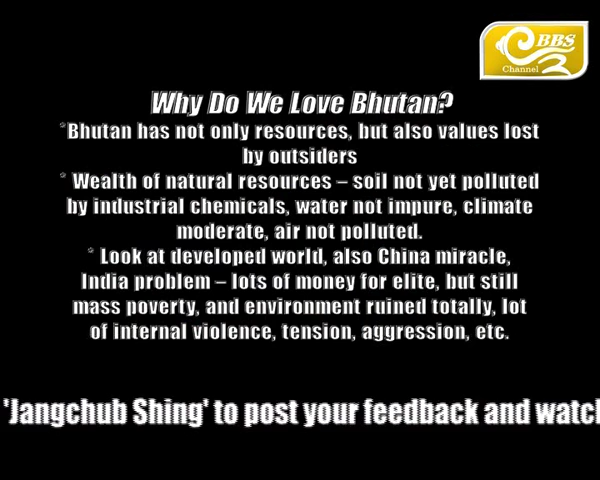 BBS
Channel 2
Why Do We Love Bhutan?
*Bhutan has not only resources, but also values lost
by outsiders
* Wealth of natural resources – soil not yet polluted
by industrial chemicals, water not impure, climate
moderate, air not polluted.
* Look at developed world, also China miracle,
India problem – lots of money for elite, but still
mass poverty, and environment ruined totally, lot
of internal violence, tension, aggression, etc.
'Jangchub Shing' to post your feedback and watch